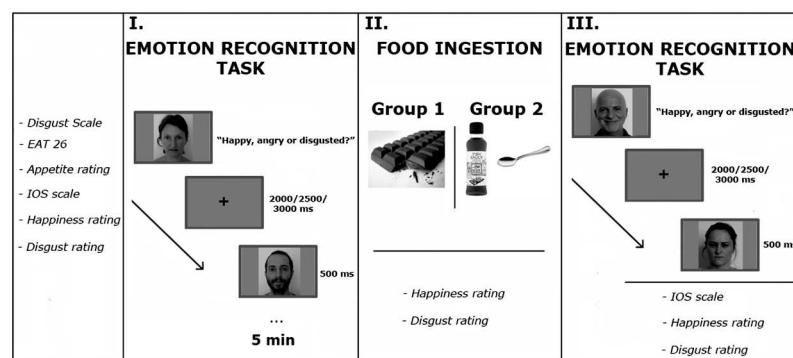 - Disgust Scale
- EAT 26
- Appetite rating
- IOS scale
- Happiness rating
- Disgust rating
I.
EMOTION RECOGNITION
TASK
"Happy, angry or disgusted?"
2000/2500/
3000 ms
500 ms
...
5 min
II.
FOOD INGESTION
Group 1
Group 2
- Happiness rating
- Disgust rating
III.
EMOTION RECOGNITION
TASK
"Happy, angry or disgusted?"
2000/2500/
3000 ms
500 ms
- IOS scale
- Happiness rating
- Disgust rating